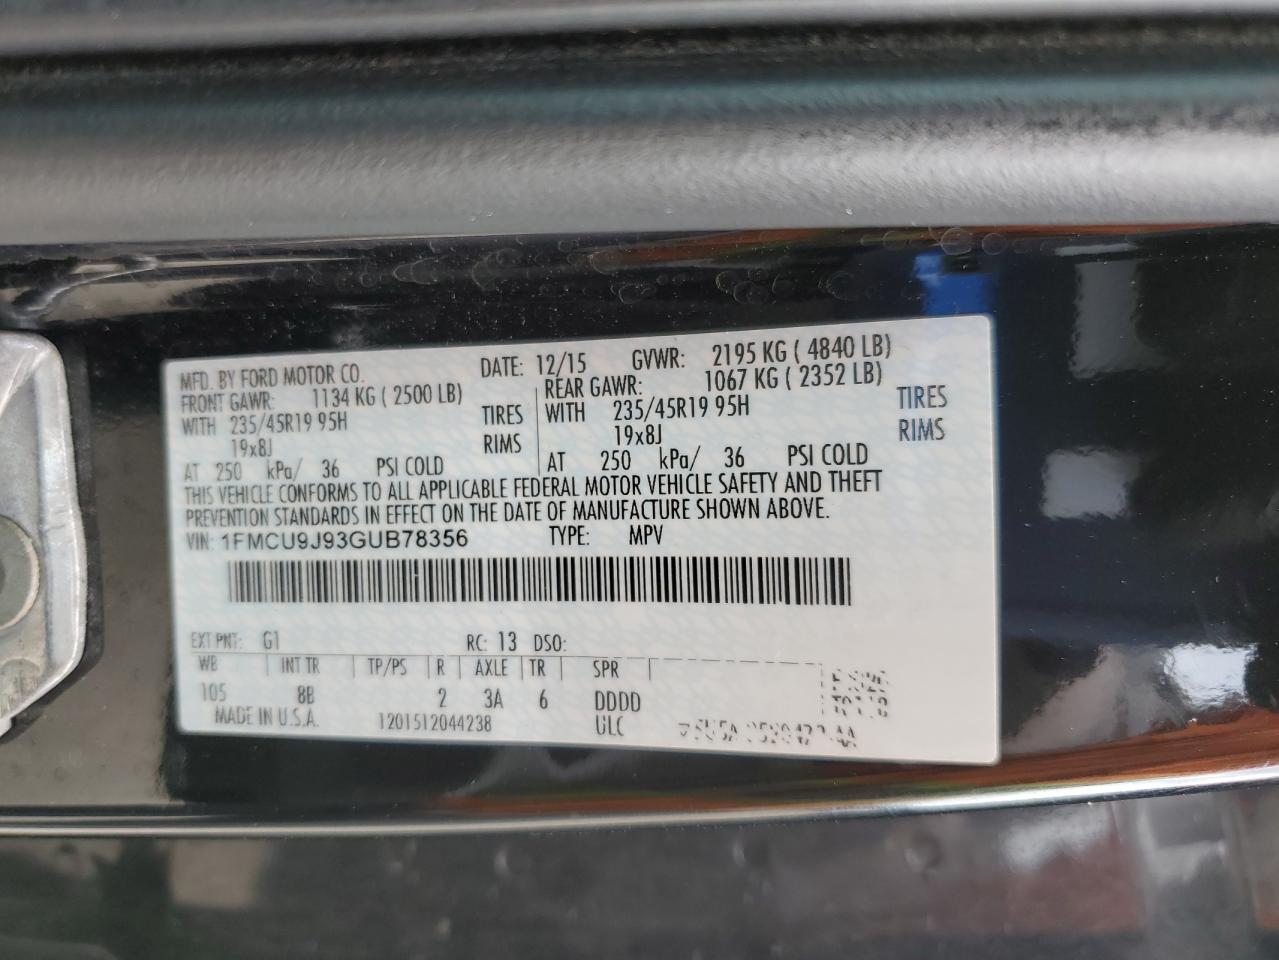 MFD. BY FORD MOTOR CO. DATE: 12/15 GVWR: 2195 KG ( 4840 LB)
FRONT GAWR: 1134 KG ( 2500 LB) REAR GAWR: 1067 KG ( 2352 LB)
WITH 235/45R19 95H TIRES WITH 235/45R19 95H TIRES
19x8J RIMS 19x8J RIMS
AT 250 kPa/ 36 PSI COLD AT 250 kPa/ 36 PSI COLD
THIS VEHICLE CONFORMS TO ALL APPLICABLE FEDERAL MOTOR VEHICLE SAFETY AND THEFT
PREVENTION STANDARDS IN EFFECT ON THE DATE OF MANUFACTURE SHOWN ABOVE.
VIN: 1FMCU9J93GUB78356 TYPE: MPV
EXT PNT: G1 RC: 13 DSO:
WB INT TR TP/PS R AXLE TR SPR
105 8B 2 3A 6 DDDD
MADE IN U.S.A. 1201512044238 ULC